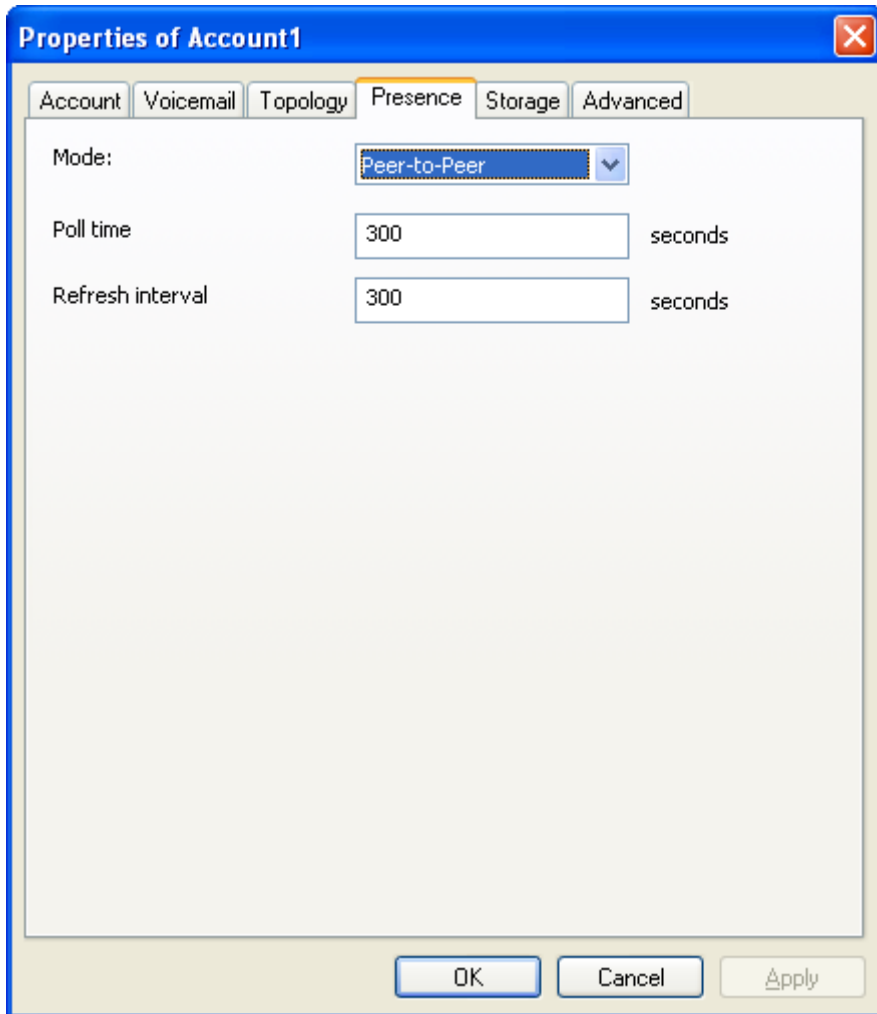 Properties of Account1
Account Voicemail Topology Presence Storage Advanced
Mode: Peer-to-Peer
Poll time 300 seconds
Refresh interval 300 seconds
OK Cancel Apply